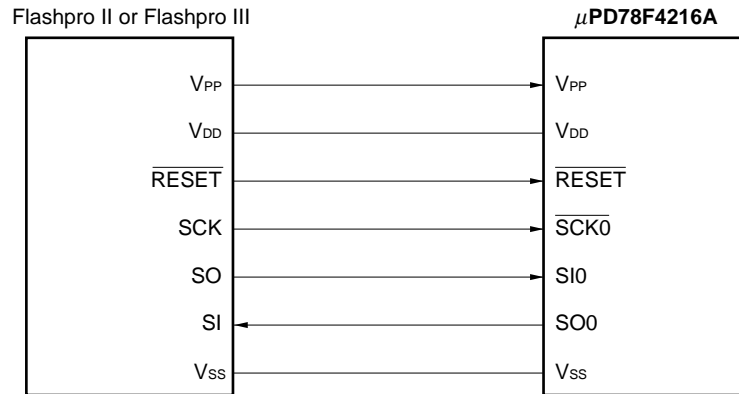 Flashpro II or Flashpro III μPD78F4216A
VPP VPP
VDD VDD
RESET RESET
SCK SCK0
SO SI0
SI SO0
VSS VSS